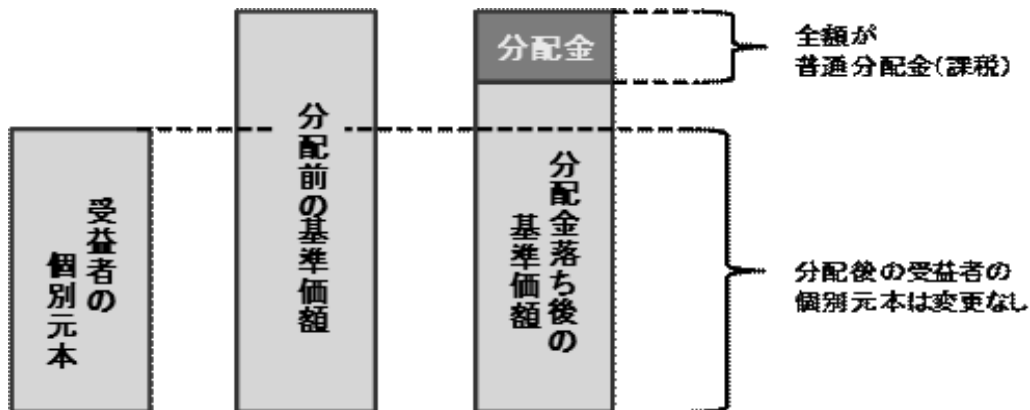 受益者の
個別元本
分配前の基準価額
分配金
分配金落ち後の
基準価額
全額が
普通分配金(課税)
分配後の受益者の
個別元本は変更なし